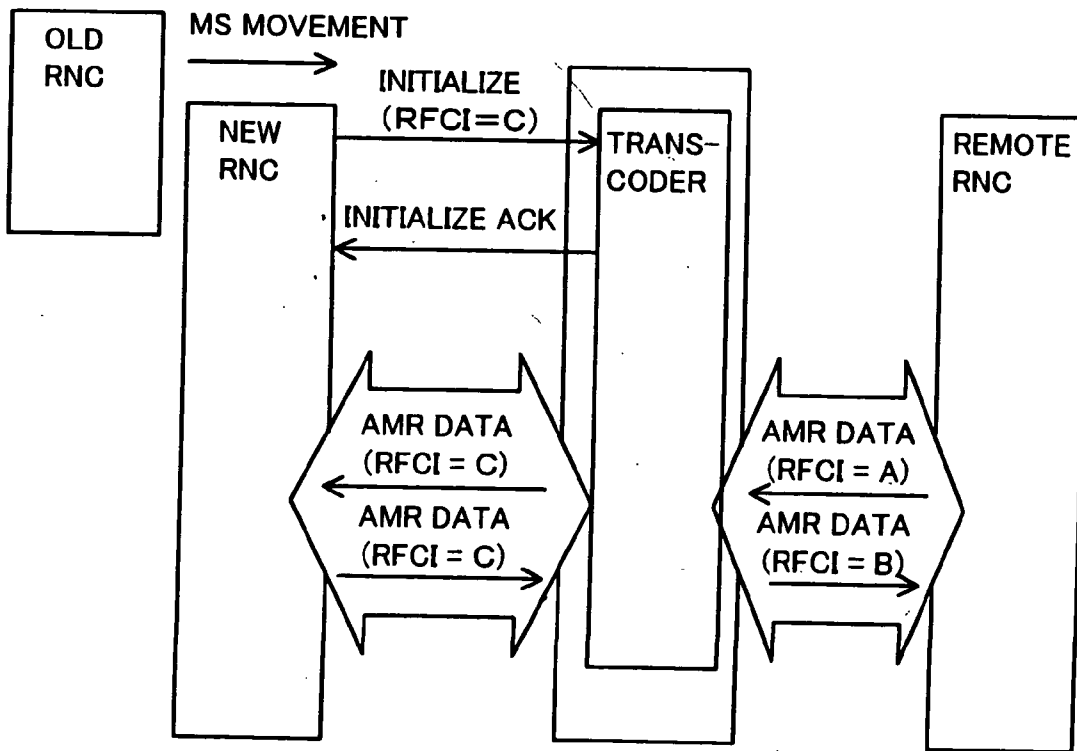 OLD
RNC
MS MOVEMENT
INITIALIZE
(RFCI=C)
NEW
RNC
TRANS-
CODER
REMOTE
RNC
INITIALIZE ACK
AMR DATA
(RFCI = C)
AMR DATA
(RFCI = C)
AMR DATA
(RFCI = A)
AMR DATA
(RFCI = B)